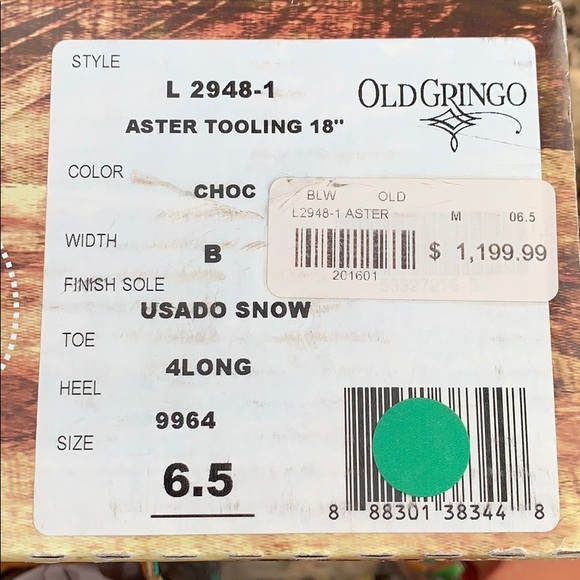 STYLE
L 2948-1
ASTER TOOLING 18"
OLD GRINGO
COLOR
CHOC
BLW OLD
L2948-1 ASTER M 06.5
$ 1,199.99
201601
WIDTH
B
FINISH SOLE
USADO SNOW
TOE
4LONG
HEEL
9964
SIZE
6.5
8 88301 38344 8